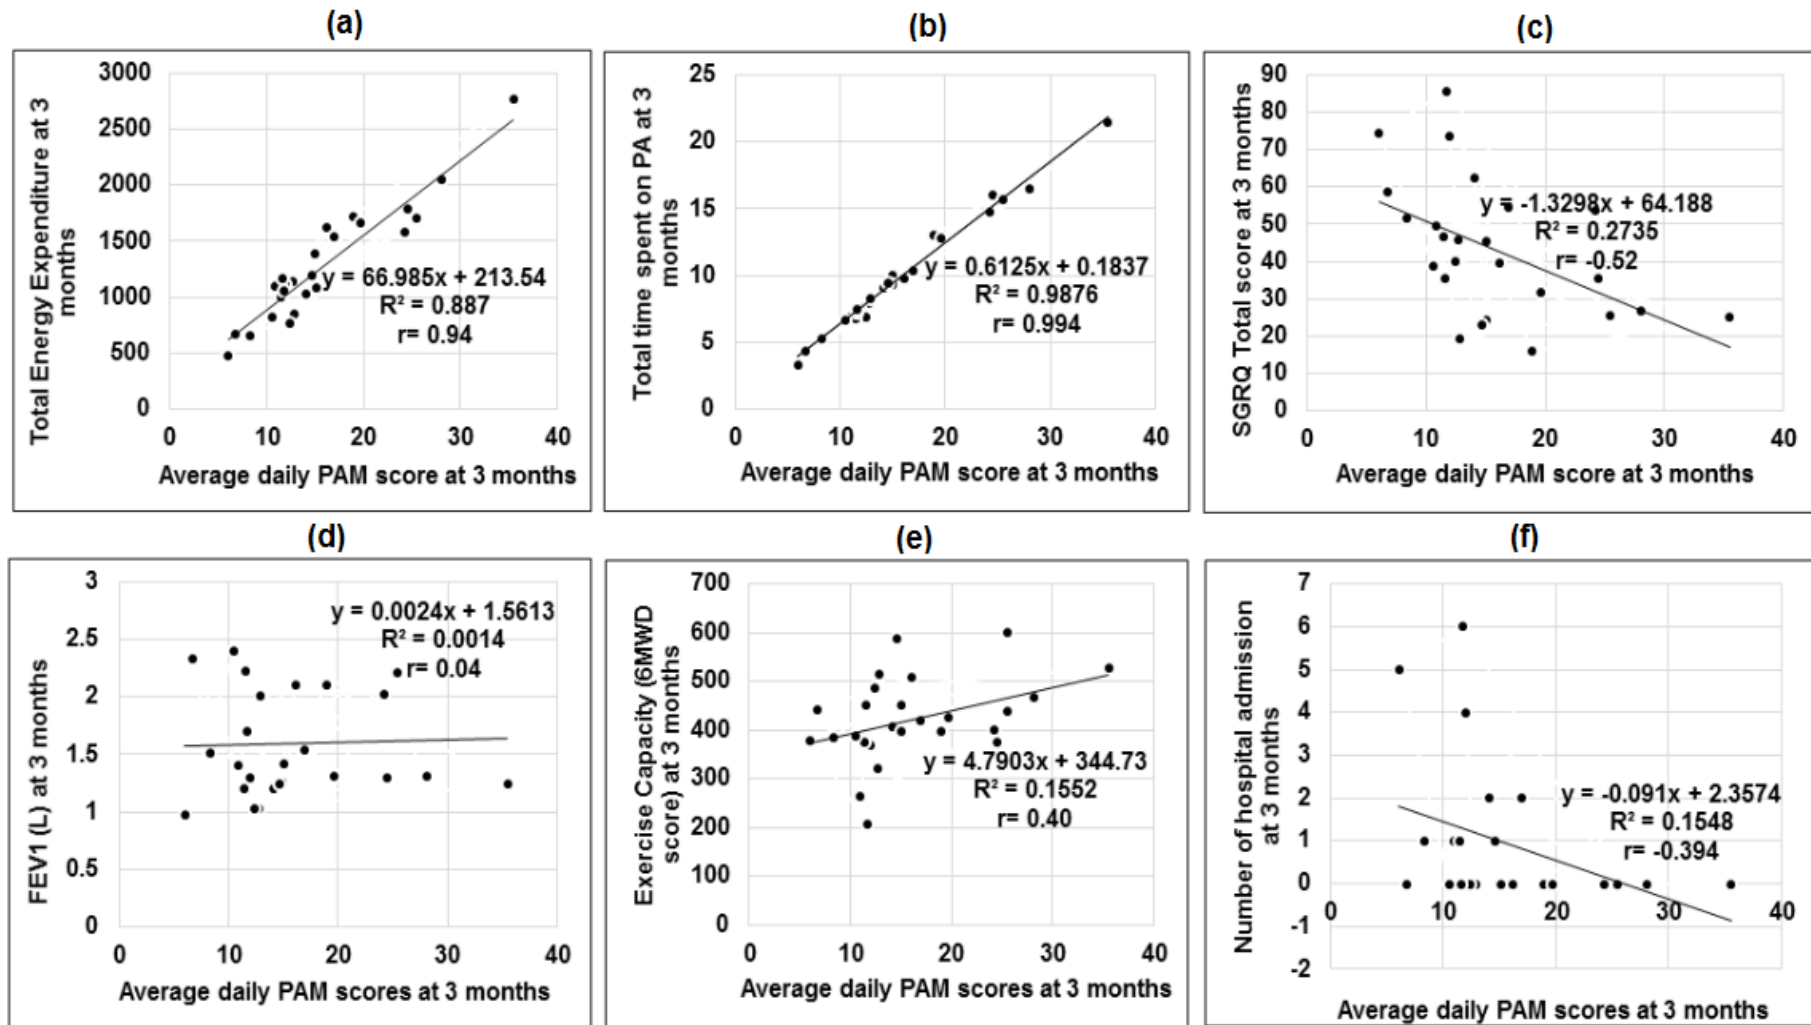 (a)
3000
2500
2000
1500
1000
500
0
0 10 20 30 40
Total Energy Expenditure at 3
months
y = 66.985x + 213.54
R² = 0.887
r= 0.94
Average daily PAM score at 3 months
(b)
25
20
15
10
5
0
0 10 20 30 40
Total time spent on PA at 3
months
y = 0.6125x + 0.1837
R² = 0.9876
r= 0.994
Average daily PAM score at 3 months
(c)
90
80
70
60
50
40
30
20
10
0
0 10 20 30 40
SGRQ Total score at 3 months
y = -1.3298x + 64.188
R² = 0.2735
r= -0.52
Average daily PAM score at 3 months
(d)
3
2.5
2
1.5
1
0.5
0
0 10 20 30 40
FEV1 (L) at 3 months
y = 0.0024x + 1.5613
R² = 0.0014
r= 0.04
Average daily PAM scores at 3 months
(e)
700
600
500
400
300
200
100
0
0 10 20 30 40
Exercise Capacity (6MWD
score) at 3 months
y = 4.7903x + 344.73
R² = 0.1552
r= 0.40
Average daily PAM scores at 3 months
(f)
7
6
5
4
3
2
1
0
-1
-2
0 10 20 30 40
Number of hospital admission
at 3 months
y = -0.091x + 2.3574
R² = 0.1548
r= -0.394
Average daily PAM scores at 3 months